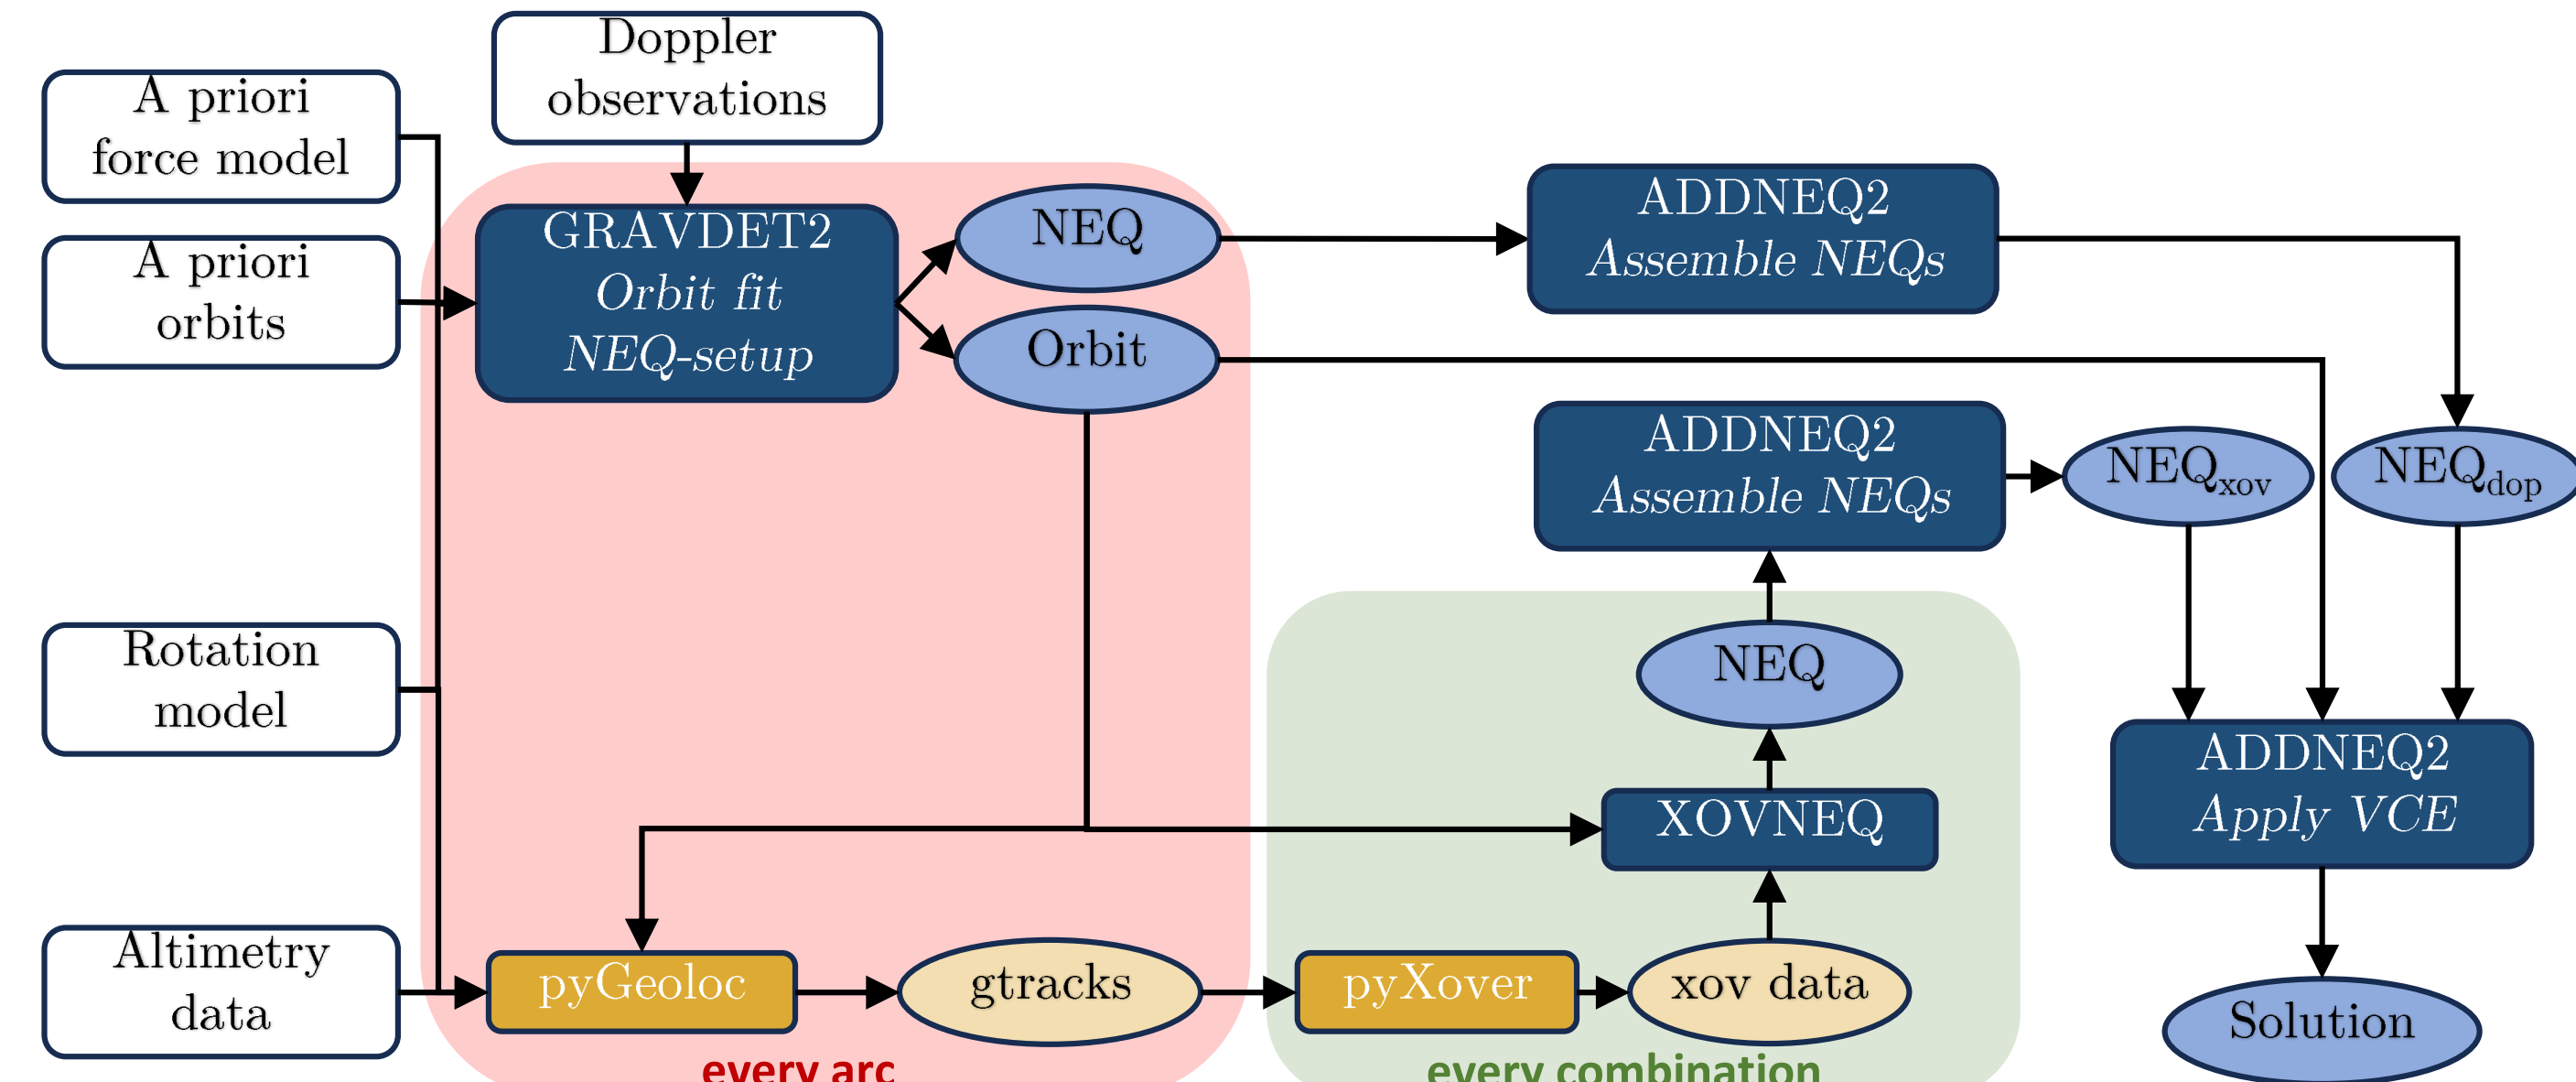 Doppler
observations
A priori
force model
A priori
orbits
GRAVDET2
Orbit fit
NEQ-setup
NEQ
Orbit
ADDNEQ2
Assemble NEQs
ADDNEQ2
Assemble NEQs
NEQxov
NEQdop
Rotation
model
NEQ
XOVNEQ
ADDNEQ2
Apply VCE
Altimetry
data
pyGeoloc
gtracks
pyXover
xov data
Solution
every arc
every combination